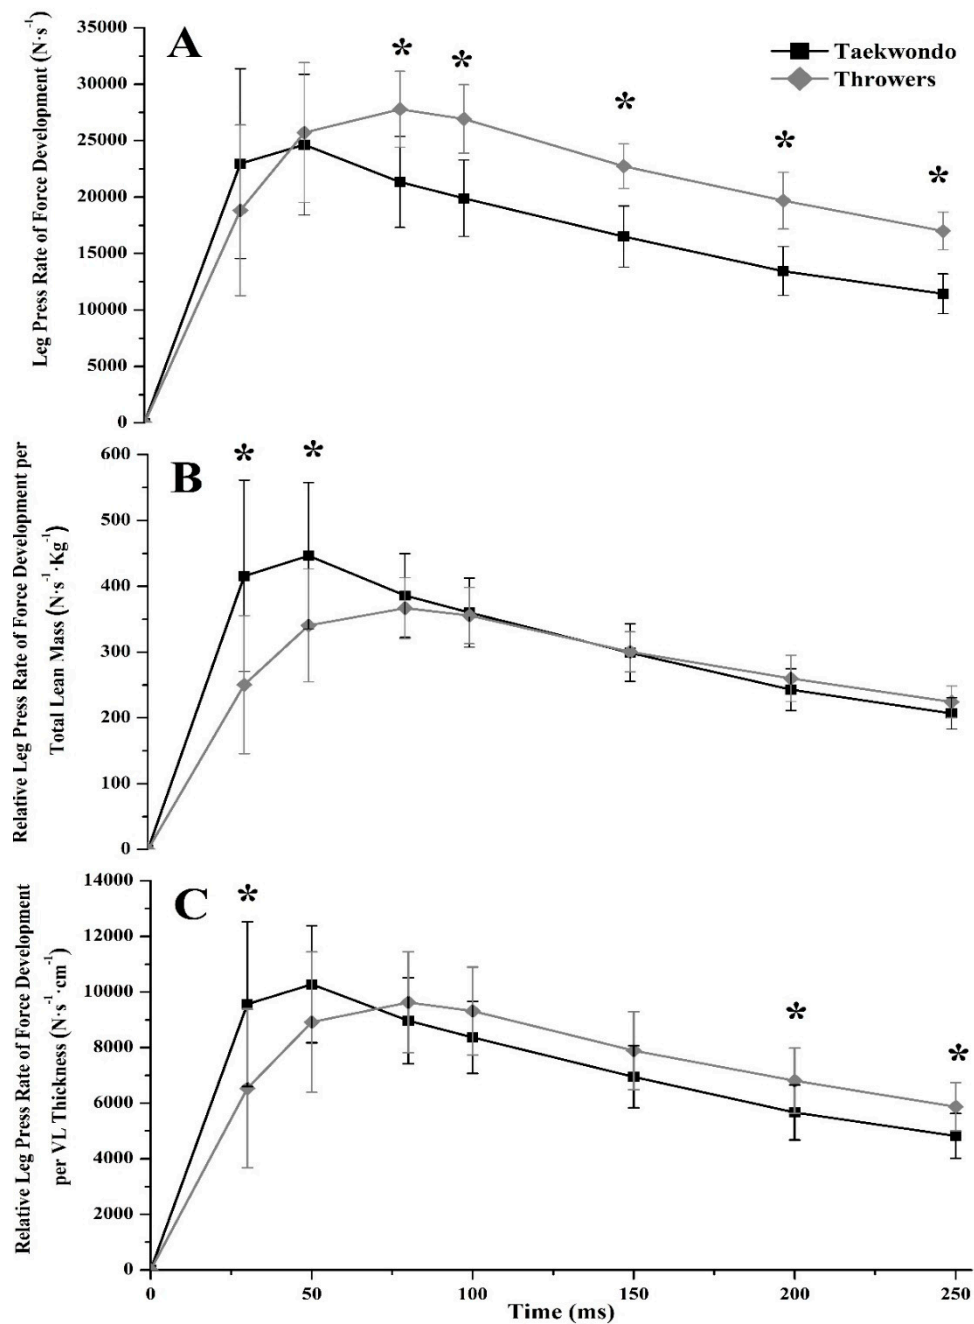 A
Leg Press Rate of Force Development (N·s⁻¹)
35000
30000
25000
20000
15000
10000
5000
0
* * * * *
Taekwondo
Throwers
B
Relative Leg Press Rate of Force Development per
Total Lean Mass (N·s⁻¹·Kg⁻¹)
600
500
400
300
200
100
0
* *
C
Relative Leg Press Rate of Force Development
per VL Thickness (N·s⁻¹·cm⁻¹)
14000
12000
10000
8000
6000
4000
2000
0
* * *
0 50 100 150 200 250
Time (ms)